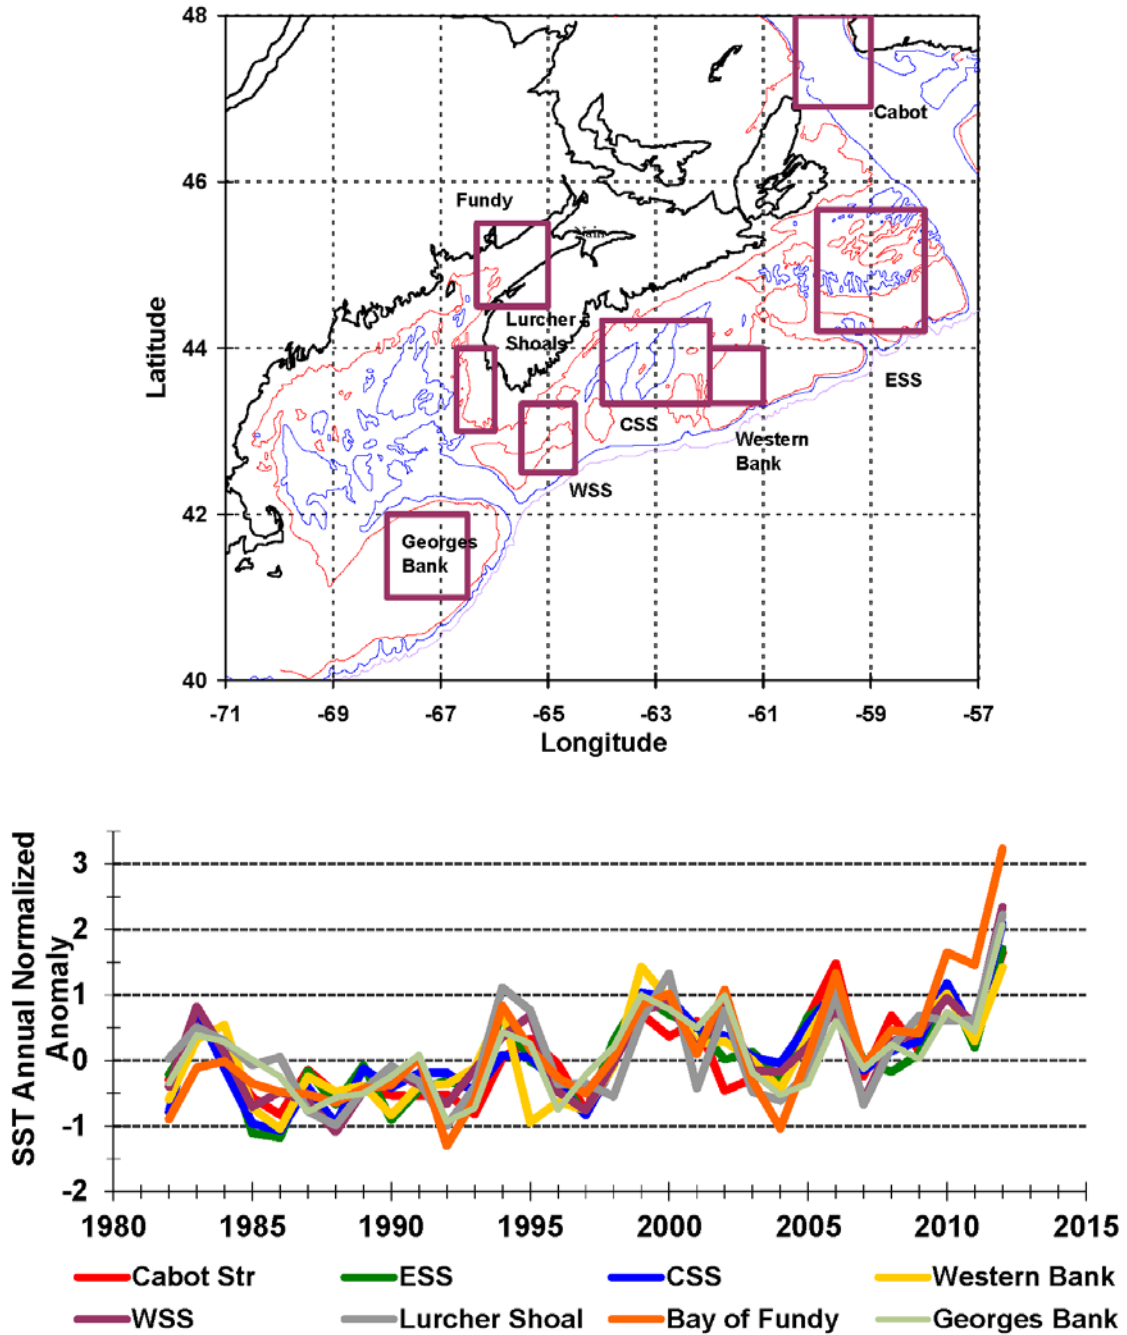 48
Cabot
46
Fundy
Lurcher
Shoals
44
Latitude
ESS
CSS
Western
Bank
WSS
42
Georges
Bank
40
-71 -69 -67 -65 -63 -61 -59 -57
Longitude
SST Annual Normalized
Anomaly
3
2
1
0
-1
-2
1980 1985 1990 1995 2000 2005 2010 2015
Cabot Str ESS CSS Western Bank
WSS Lurcher Shoal Bay of Fundy Georges Bank